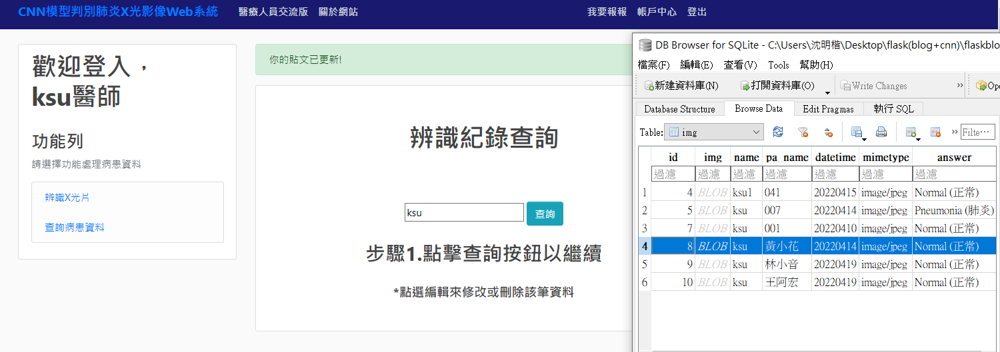 CNN模型判別肺炎X光影像Web系統 醫療人員交流版 關於網站 我要報報 帳戶中心 登出
歡迎登入，
ksu醫師
功能列
請選擇功能處理病患資料
辨識X光片
查詢病患資料
你的貼文已更新!
辨識紀錄查詢
ksu 查詢
步驟1.點擊查詢按鈕以繼續
*點選編輯來修改或刪除該筆資料
DB Browser for SQLite - C:\Users\沈明楷\Desktop\flask(blog+cnn)\flaskblo
檔案(F) 編輯(E) 查看(V) Tools 幫助(H)
新建資料庫(N) 打開資料庫(O) Write Changes » Ope
Database Structure Browse Data Edit Pragmas 執行 SQL
Table: img » Filte…
id img name pa_name datetime mimetype answer
過濾 過濾 過濾 過濾 過濾 過濾 過濾
1 4 BLOB ksu1 041 20220415 image/jpeg Normal (正常)
2 5 BLOB ksu 007 20220414 image/jpeg Pneumonia (肺炎)
3 7 BLOB ksu 001 20220410 image/jpeg Normal (正常)
4 8 BLOB ksu 黃小花 20220414 image/jpeg Normal (正常)
5 9 BLOB ksu 林小音 20220419 image/jpeg Normal (正常)
6 10 BLOB ksu 王阿宏 20220419 image/jpeg Normal (正常)